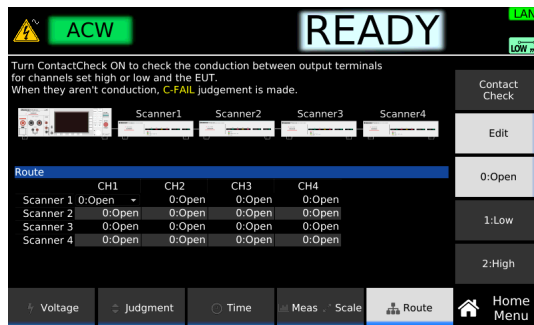 ACW
READY
LAN
LOW
Turn ContactCheck ON to check the conduction between output terminals
for channels set high or low and the EUT.
When they aren't conduction, C-FAIL judgement is made.
Contact
Check
Scanner1 Scanner2 Scanner3 Scanner4
Edit
Route
0:Open
CH1 CH2 CH3 CH4
Scanner 1 0:Open 0:Open 0:Open 0:Open
Scanner 2 0:Open 0:Open 0:Open 0:Open
Scanner 3 0:Open 0:Open 0:Open 0:Open
Scanner 4 0:Open 0:Open 0:Open 0:Open
1:Low
2:High
Voltage Judgment Time Meas Scale Route Home
Menu